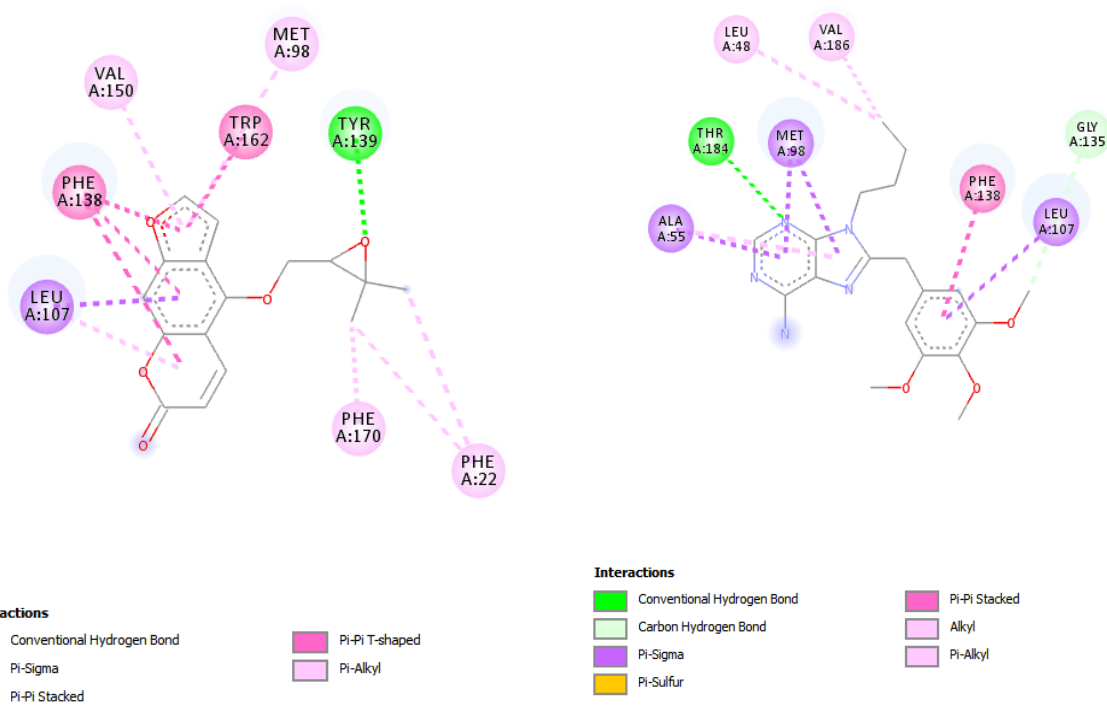 MET
A:98
VAL
A:150
TRP
A:162
TYR
A:139
PHE
A:138
O
O
LEU
A:107
O
O
O
PHE
A:170
PHE
A:22
actions
Conventional Hydrogen Bond
Pi-Sigma
Pi-Pi Stacked
Pi-Pi T-shaped
Pi-Alkyl
LEU
A:48
VAL
A:186
THR
A:184
MET
A:98
GLY
A:135
PHE
A:138
LEU
A:107
ALA
A:55
N
N
N
N
N
O
O
O
Interactions
Conventional Hydrogen Bond
Carbon Hydrogen Bond
Pi-Sigma
Pi-Sulfur
Pi-Pi Stacked
Alkyl
Pi-Alkyl